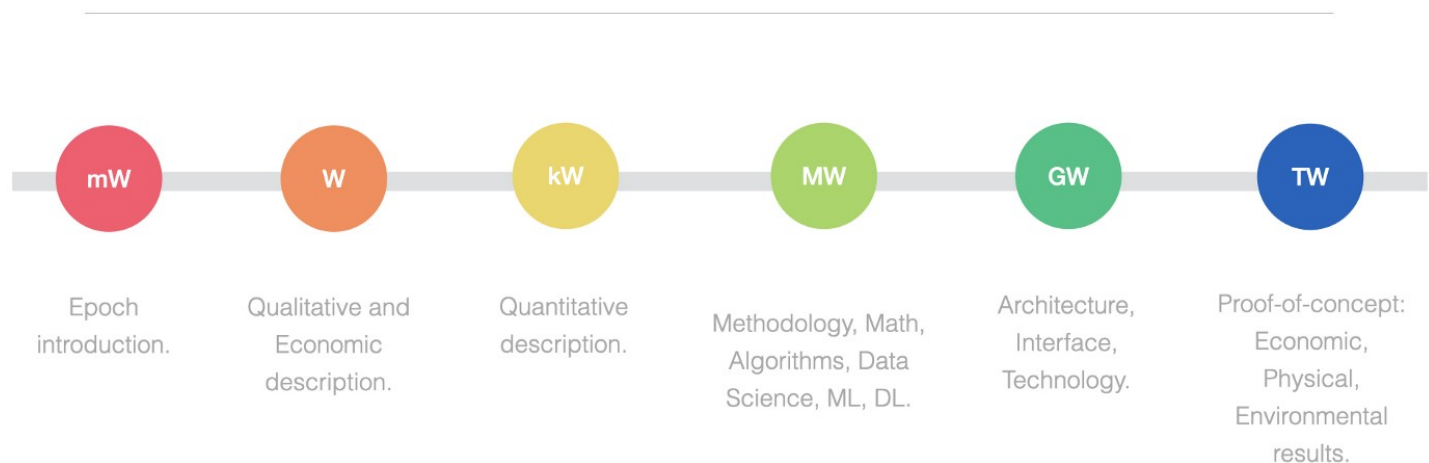 mW
W
kW
MW
GW
TW
Epoch
introduction.
Qualitative and
Economic
description.
Quantitative
description.
Methodology, Math,
Algorithms, Data
Science, ML, DL.
Architecture,
Interface,
Technology.
Proof-of-concept:
Economic,
Physical,
Environmental
results.